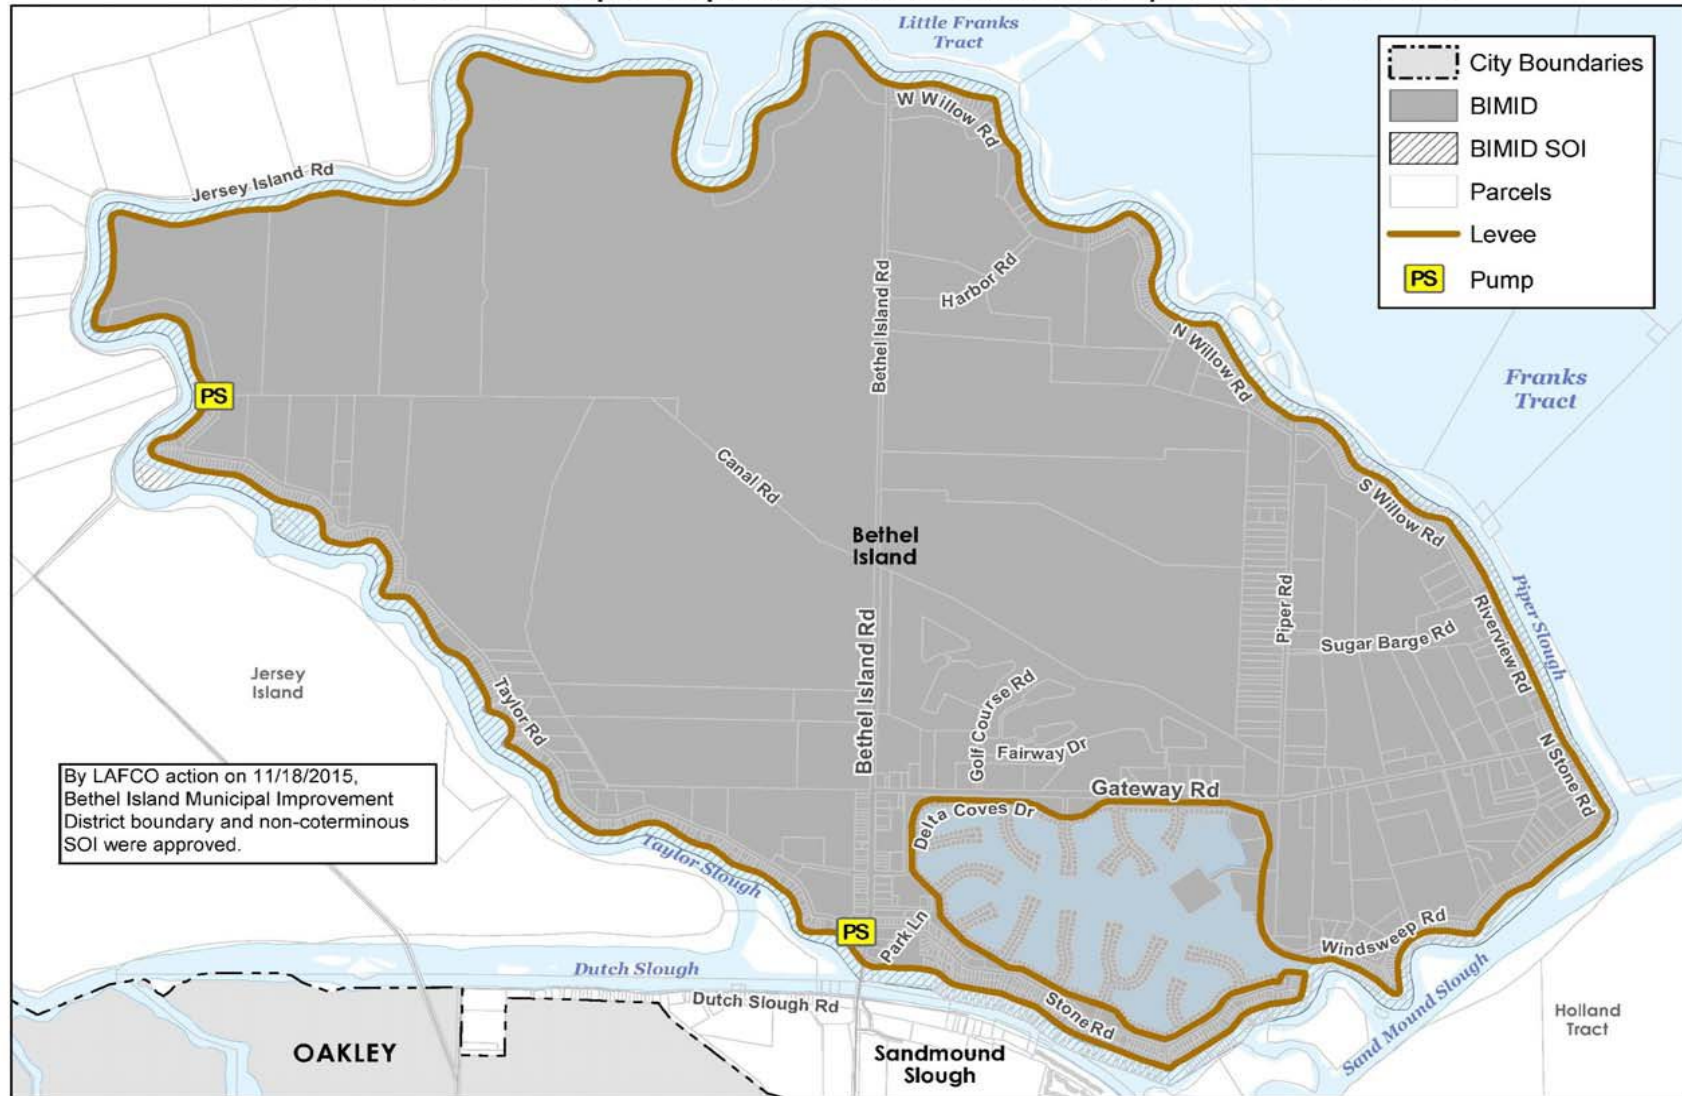 Little Franks
Tract
City Boundaries
BIMID
BIMID SOI
Parcels
Levee
PS Pump
W Willow Rd
Jersey Island Rd
Harbor Rd
Bethel Island Rd
N Willow Rd
Franks
Tract
PS
Canal Rd
S Willow Rd
Bethel
Island
Piper Slough
Piper Rd
Riverview Rd
Sugar Barge Rd
Jersey
Island
Taylor Rd
Bethel Island Rd
Golf Course Rd
Fairway Dr
N Stone Rd
Gateway Rd
Delta Coves Dr
By LAFCO action on 11/18/2015,
Bethel Island Municipal Improvement
District boundary and non-coterminous
SOI were approved.
Taylor Slough
PS
Park Ln
Windsweep Rd
Dutch Slough
Dutch Slough Rd
Stone Rd
Sand Mound Slough
Holland
Tract
OAKLEY
Sandmound
Slough